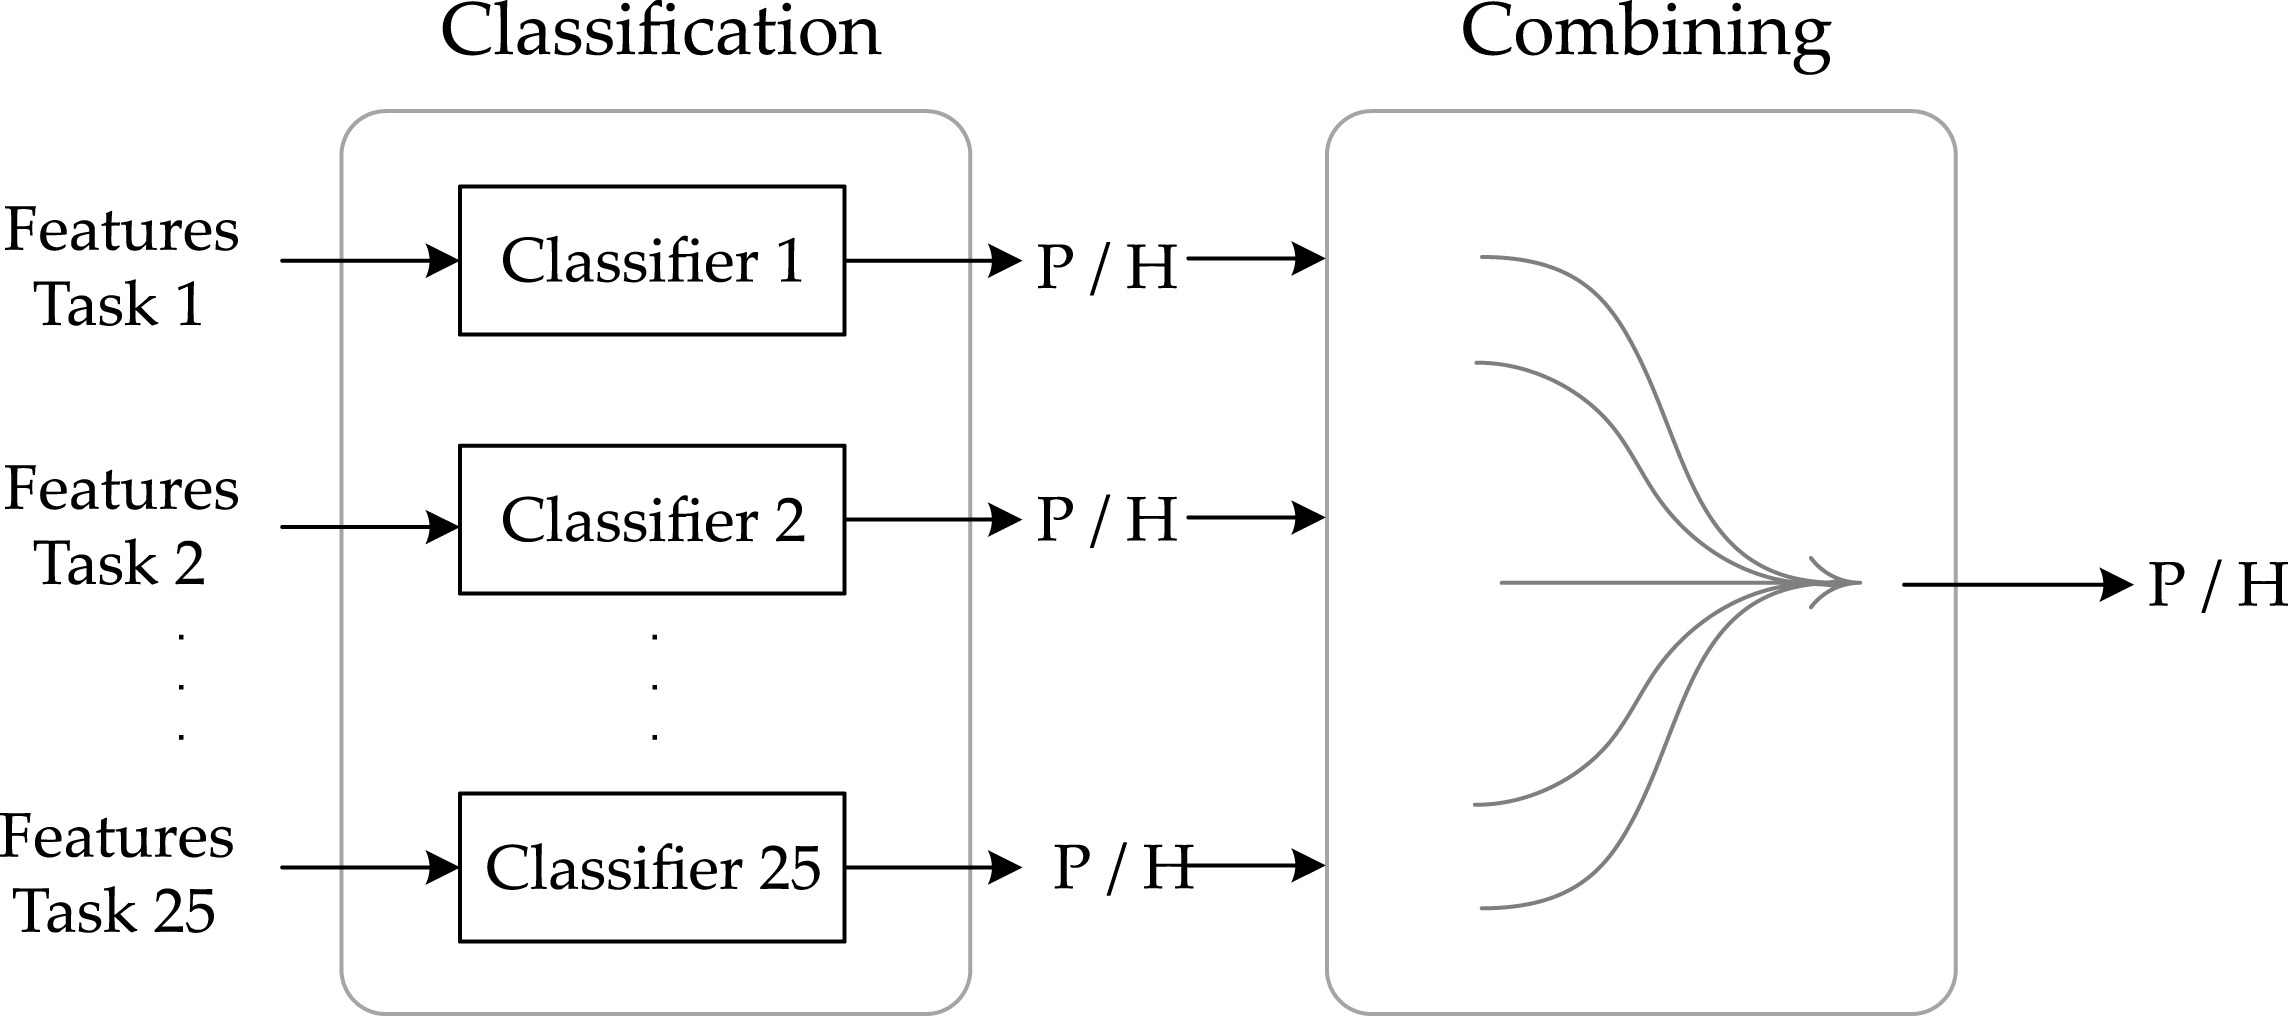 Classification
Combining
Features
Task 1
Classifier 1
P / H
Features
Task 2
Classifier 2
P / H
P / H
.
.
.
.
.
.
Features
Task 25
Classifier 25
P / H